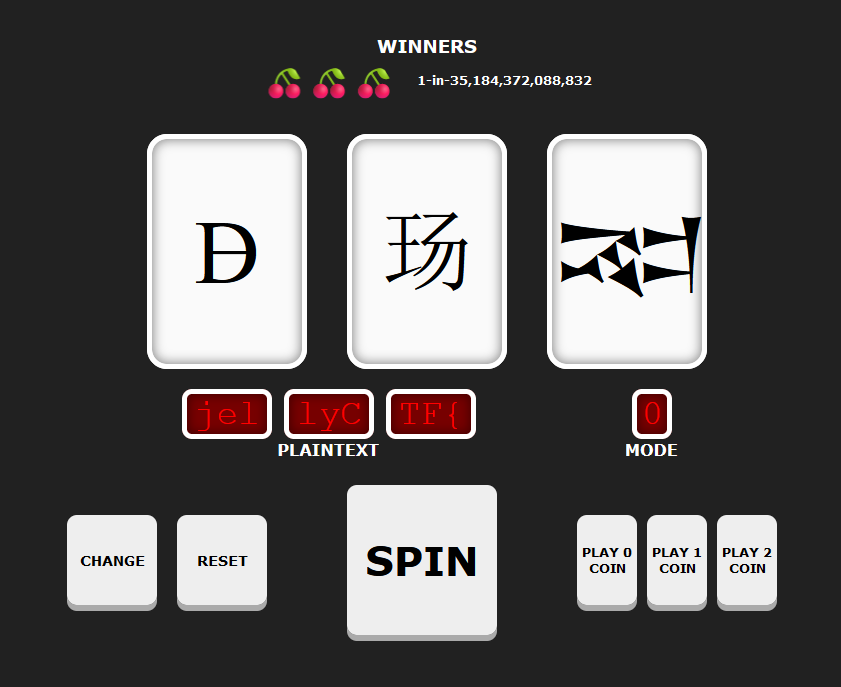 WINNERS
1-in-35,184,372,088,832
玚
jel lyC TF{ 0
PLAINTEXT MODE
CHANGE RESET SPIN PLAY 0 COIN PLAY 1 COIN PLAY 2 COIN